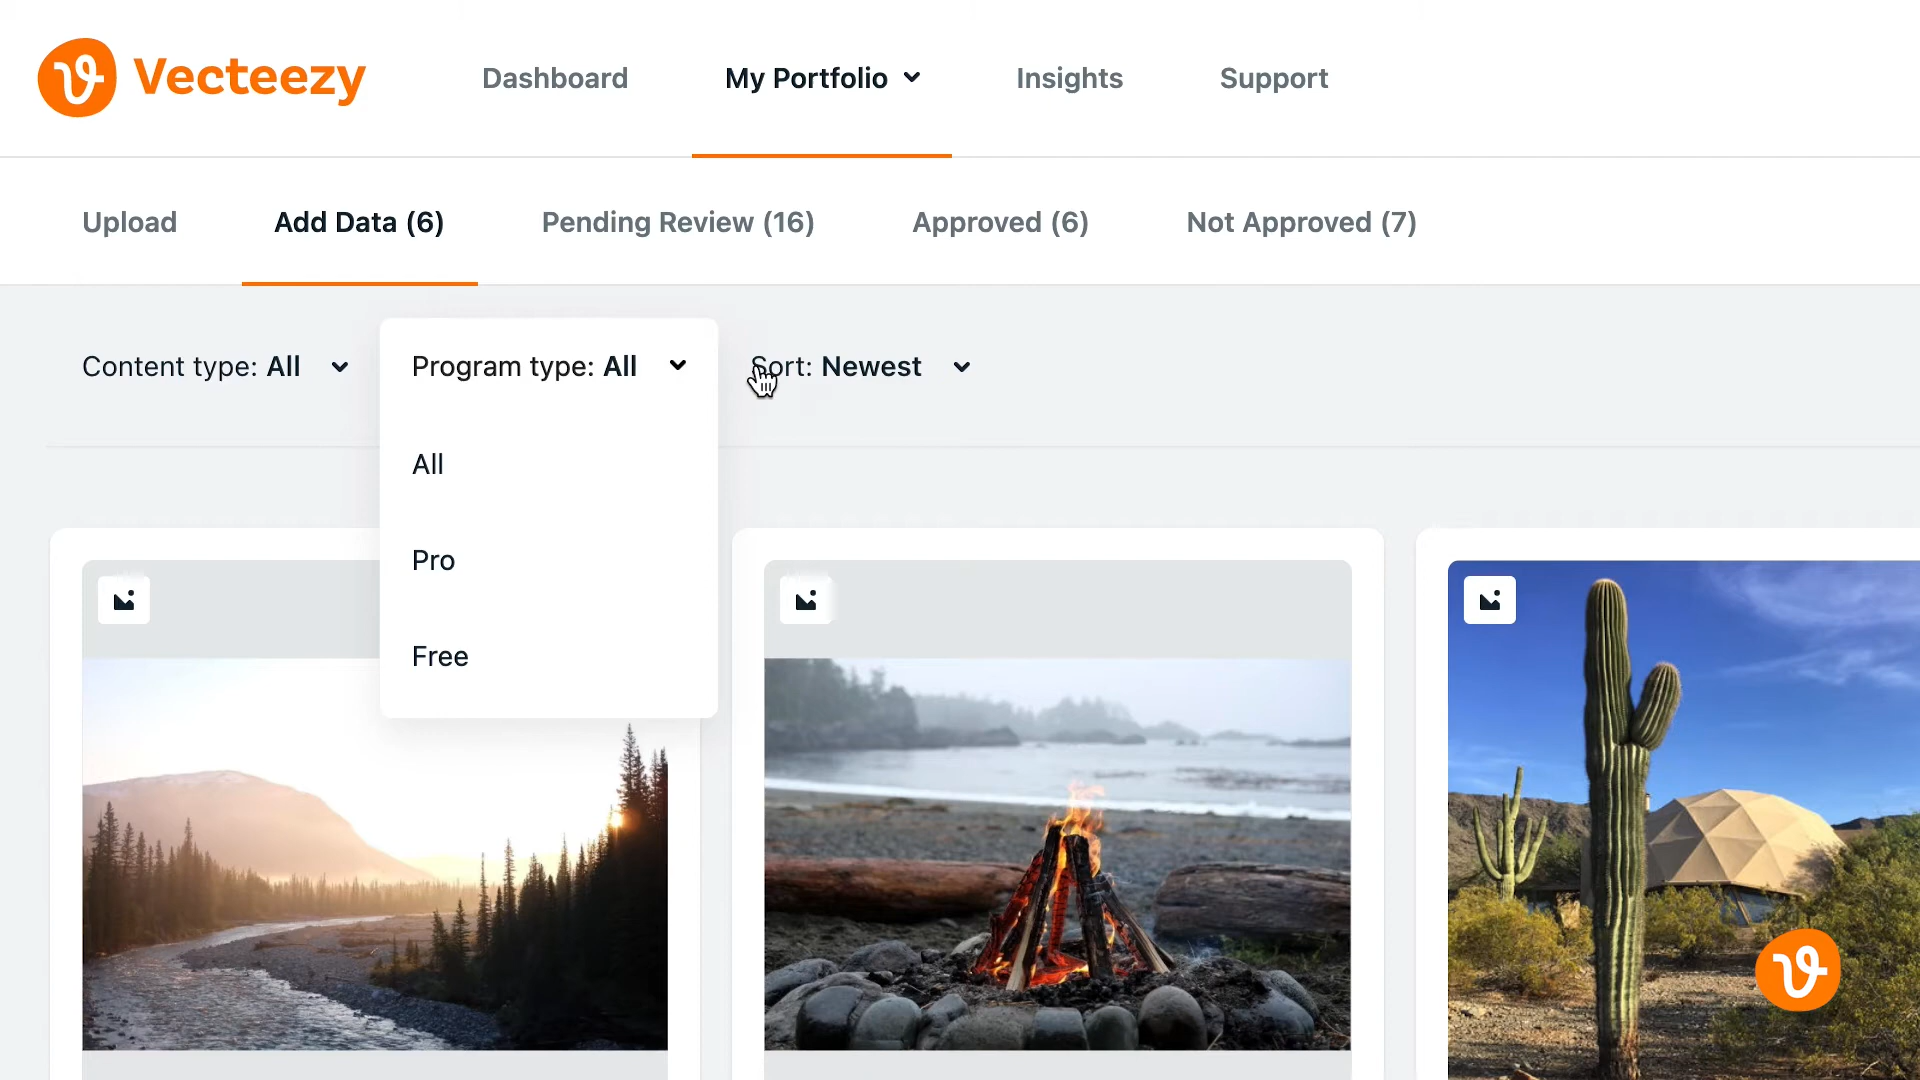 Vecteezy
Dashboard
My Portfolio
Insights
Support
Upload
Add Data (6)
Pending Review (16)
Approved (6)
Not Approved (7)
Content type: All
Program type: All
Sort: Newest
All
Pro
Free